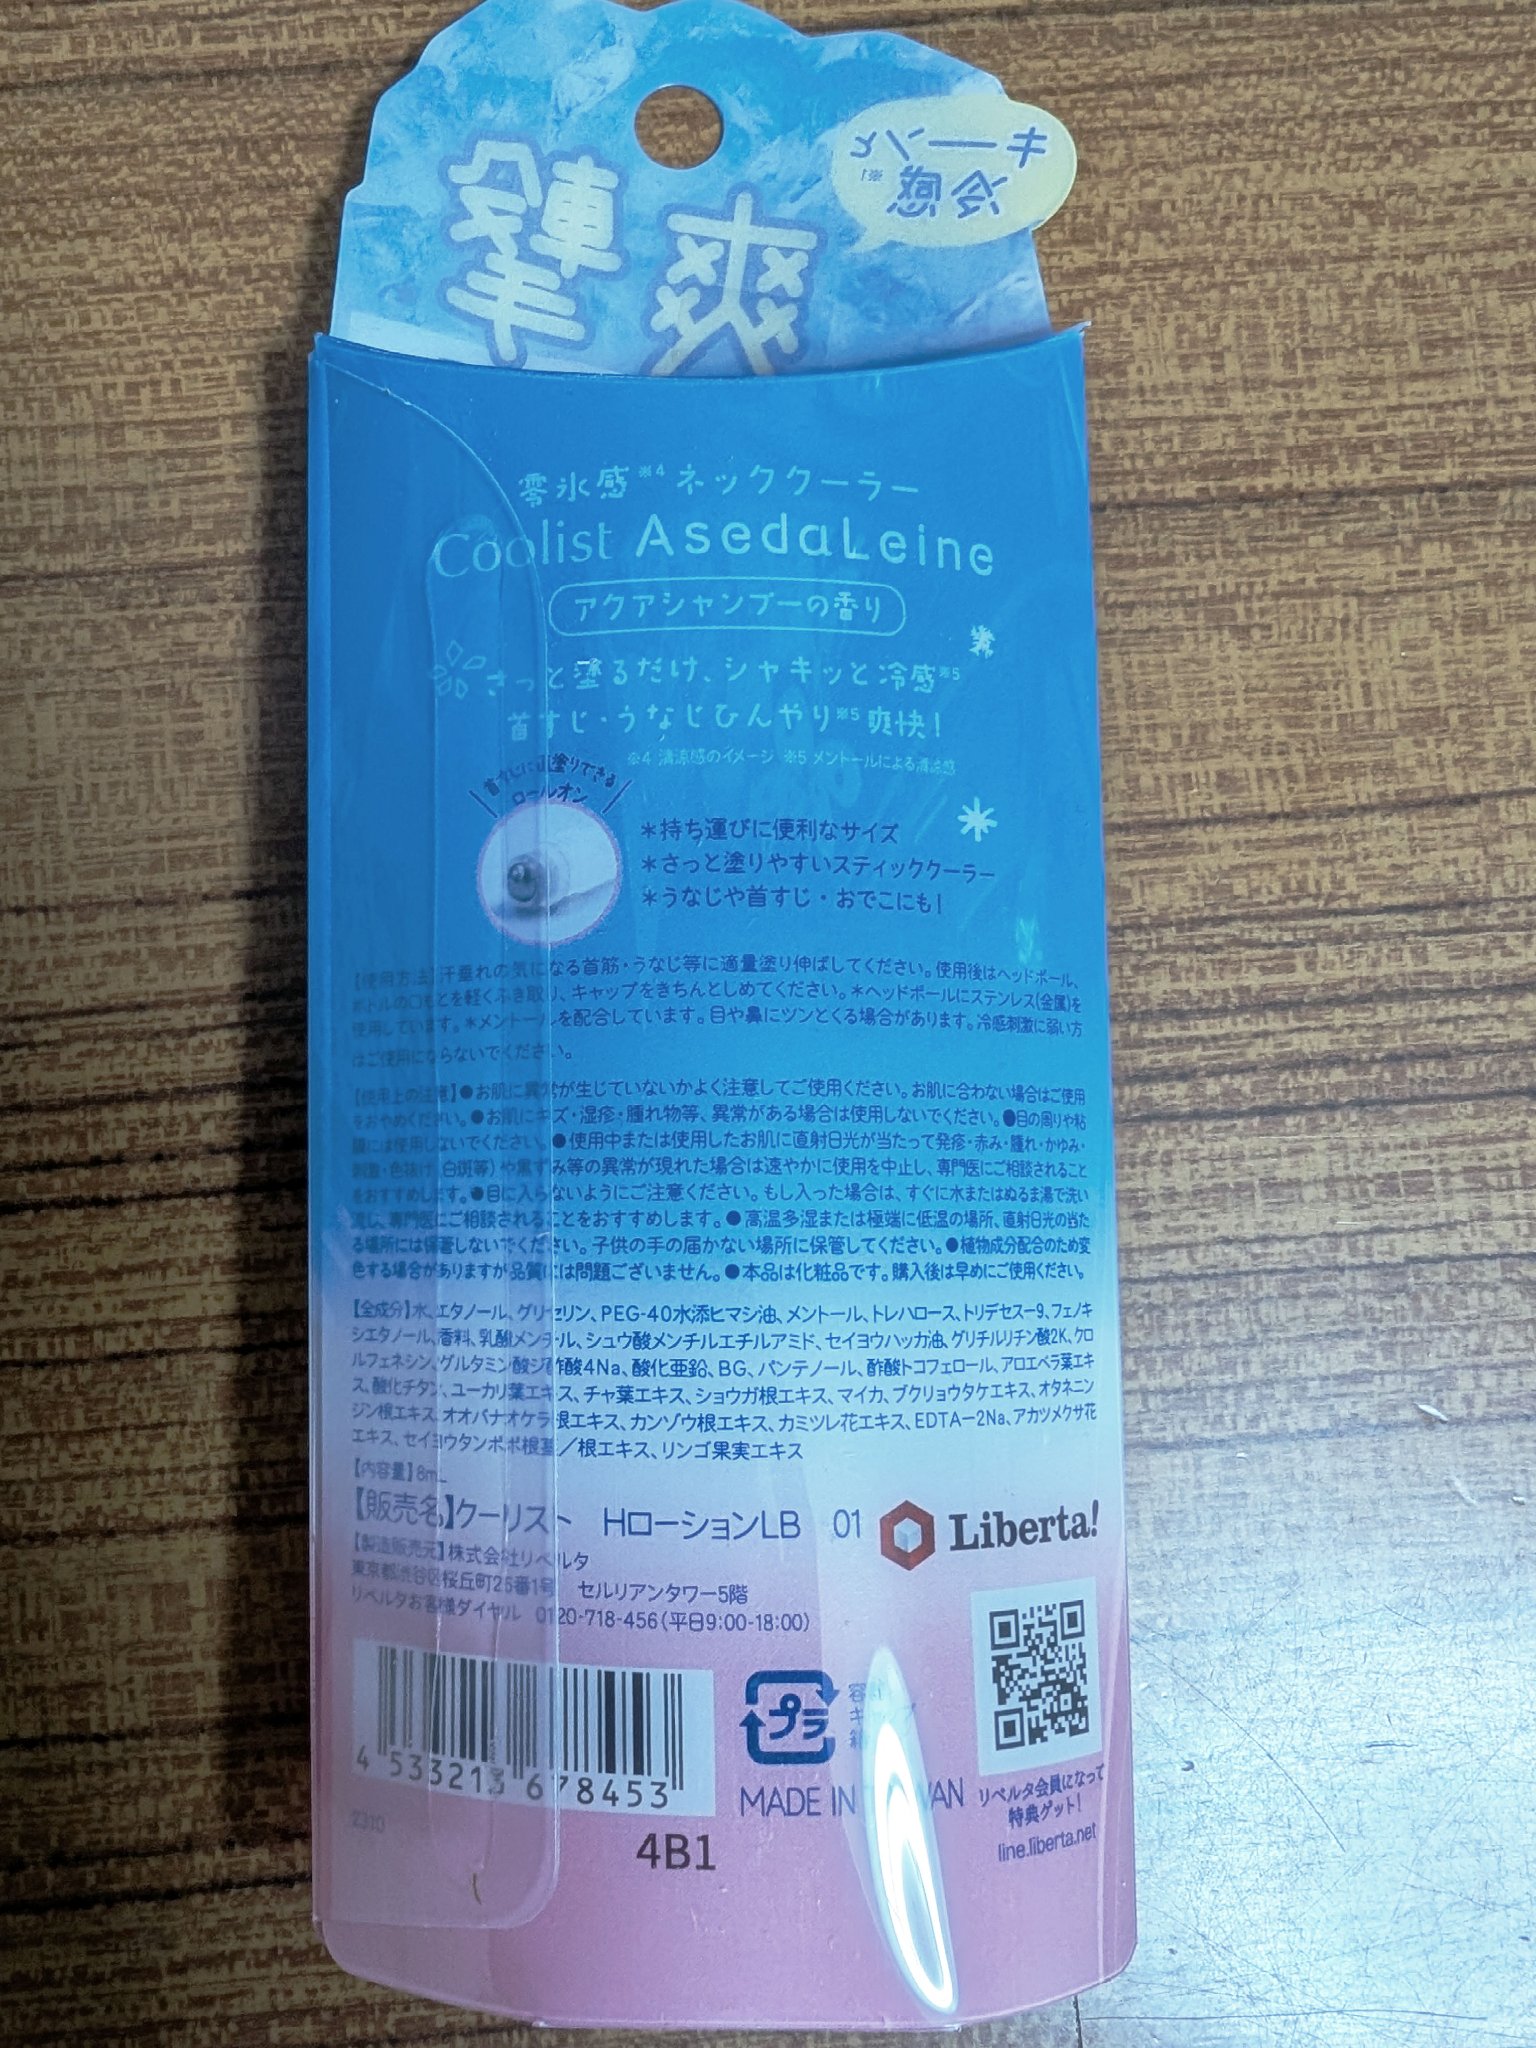 爽
零氷感※4ネッククーラー
Coolist AsedaLeine
アクアシャンプーの香り
さっと塗るだけ、シャキッと冷感※5
首すじ・うなじひんやり※5爽快!
※4 清涼感のイメージ ※5 メントールによる清涼感
首すじに直塗りできる
ロールオン
*持ち運びに便利なサイズ
*さっと塗りやすいスティッククーラー
*うなじや首すじ・おでこにも!
【使用方法】汗垂れの気になる首筋・うなじ等に適量塗り伸ばしてください。使用後はヘッドボール、
ボトルの口もとを軽くふき取り、キャップをきちんとしめてください。*ヘッドボールにステンレス(金属)を
使用しています。*メントールを配合しています。目や鼻にツンとくる場合があります。冷感刺激に弱い方
はご使用にならないでください。
【使用上の注意】●お肌に異常が生じていないかよく注意してご使用ください。お肌に合わない場合はご使用
をおやめください。●お肌にキズ・湿疹・腫れ物等、異常がある場合は使用しないでください。●目の周りや粘
膜には使用しないでください。●使用中または使用したお肌に直射日光が当たって発疹・赤み・腫れ・かゆみ・
刺激・色抜け(白斑等)や黒ずみ等の異常が現れた場合は速やかに使用を中止し、専門医にご相談されること
をおすすめします。●目に入らないようにご注意ください。もし入った場合は、すぐに水またはぬるま湯で洗い
流し、専門医にご相談されることをおすすめします。●高温多湿または極端に低温の場所、直射日光の当た
る場所には保管しないでください。子供の手の届かない場所に保管してください。●植物成分配合のため変
色する場合がありますが品質には問題ございません。●本品は化粧品です。購入後は早めにご使用ください。
【全成分】水、エタノール、グリセリン、PEG-40水添ヒマシ油、メントール、トレハロース、トリデセス-9、フェノキ
シエタノール、香料、乳酸メンチル、シュウ酸メンチルエチルアミド、セイヨウハッカ油、グリチルリチン酸2K、クロ
ルフェネシン、グルタミン酸ジ酢酸4Na、酸化亜鉛、BG、パンテノール、酢酸トコフェロール、アロエベラ葉エキ
ス、酸化チタン、ユーカリ葉エキス、チャ葉エキス、ショウガ根エキス、マイカ、ブクリョウタケエキス、オタネニン
ジン根エキス、オオバナオケラ根エキス、カンゾウ根エキス、カミツレ花エキス、EDTA-2Na、アカツメクサ花
エキス、セイヨウタンポポ根茎/根エキス、リンゴ果実エキス
【内容量】8mL
【販売名】クーリスト HローションLB 01
Liberta!
【製造販売元】株式会社リベルタ
東京都渋谷区桜丘町26番1号 セルリアンタワー5階
リベルタお客様ダイヤル 0120-718-456(平日9:00-18:00)
4 533213 678453
プラ
MADE IN
リベルタ会員になって
特典ゲット!
line.liberta.net
2310
4B1